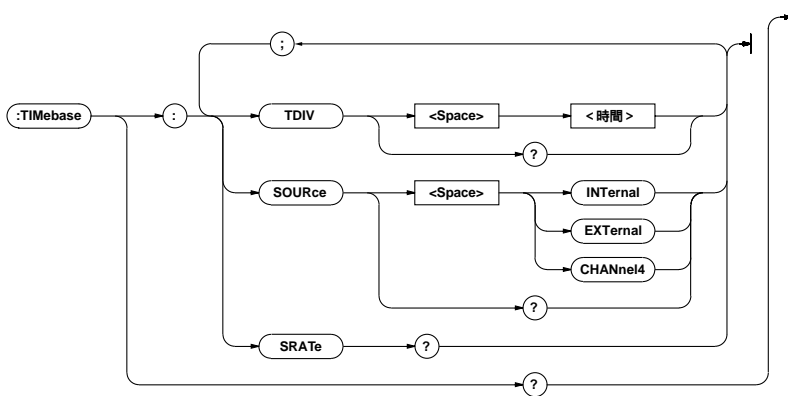 ;
:TIMebase : TDIV <Space> <時間>
?
SOURce <Space> INTernal
EXTernal
CHANnel4
?
SRATe ?
?